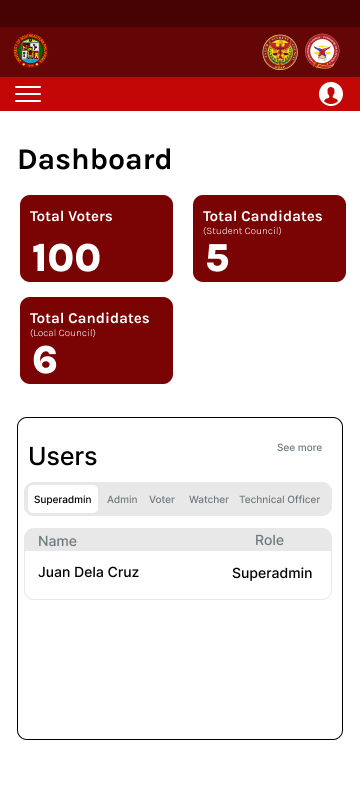 Dashboard
Total Voters
100
Total Candidates
(Student Council)
5
Total Candidates
(Local Council)
6
Users
See more
Superadmin Admin Voter Watcher Technical Officer
Name Role
Juan Dela Cruz Superadmin